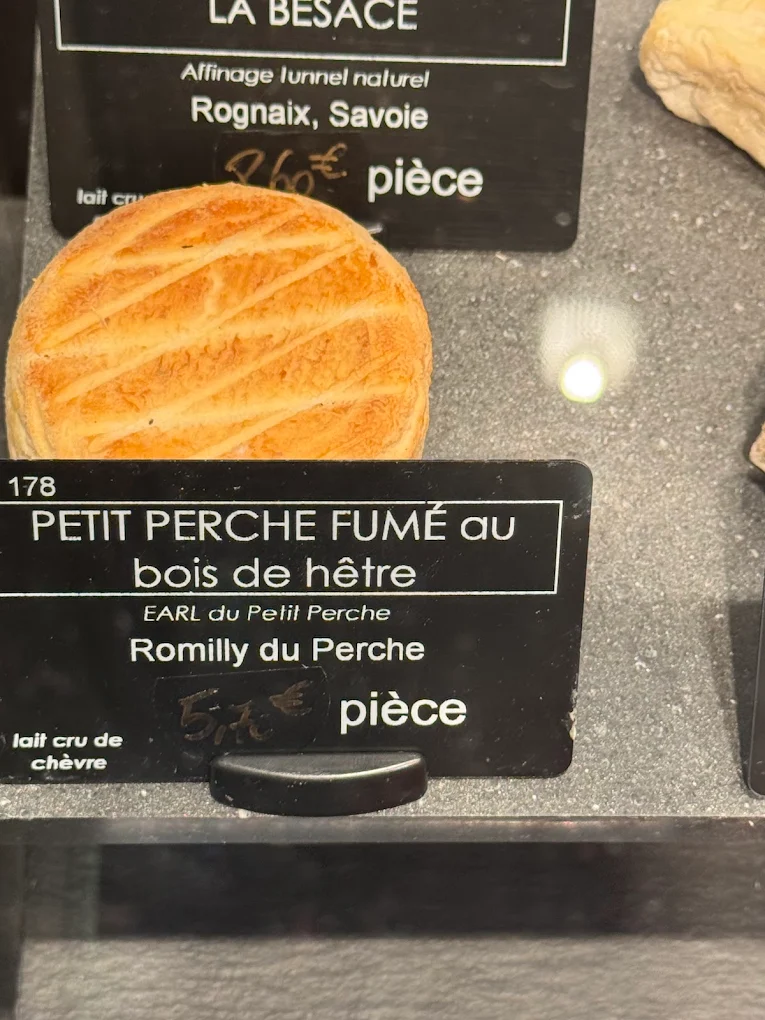 LA BESACE
Affinage tunnel naturel
Rognaix, Savoie
8,60€ pièce
lait cru
178
PETIT PERCHE FUMÉ au
bois de hêtre
EARL du Petit Perche
Romilly du Perche
pièce
lait cru de
chèvre